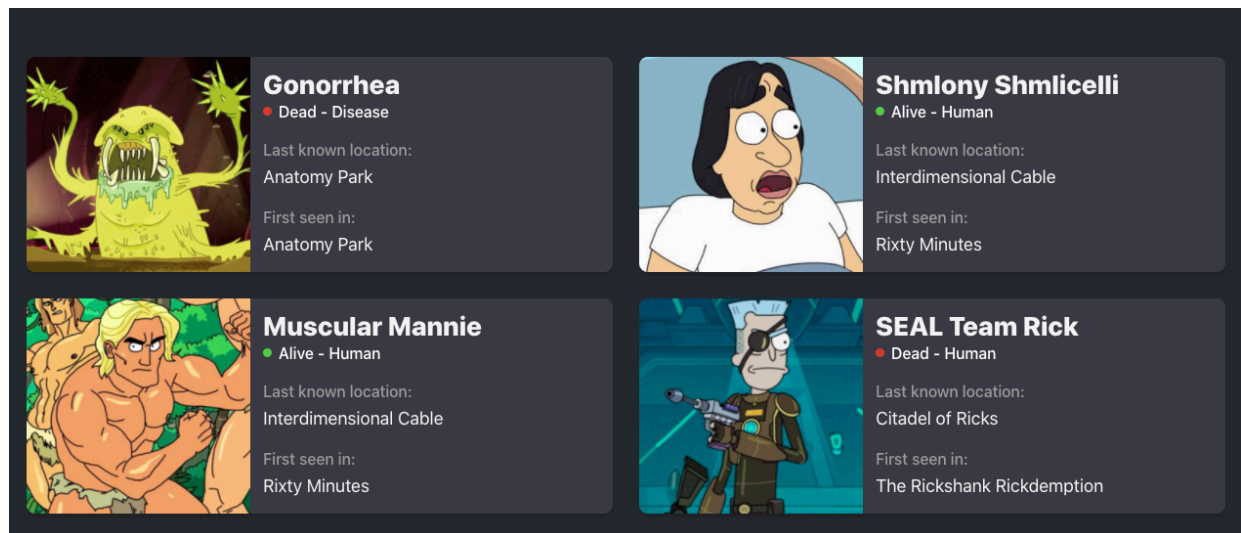 Gonorrhea
Dead - Disease
Last known location:
Anatomy Park
First seen in:
Anatomy Park
Shmlony Shmlicelli
Alive - Human
Last known location:
Interdimensional Cable
First seen in:
Rixty Minutes
Muscular Mannie
Alive - Human
Last known location:
Interdimensional Cable
First seen in:
Rixty Minutes
SEAL Team Rick
Dead - Human
Last known location:
Citadel of Ricks
First seen in:
The Rickshank Rickdemption